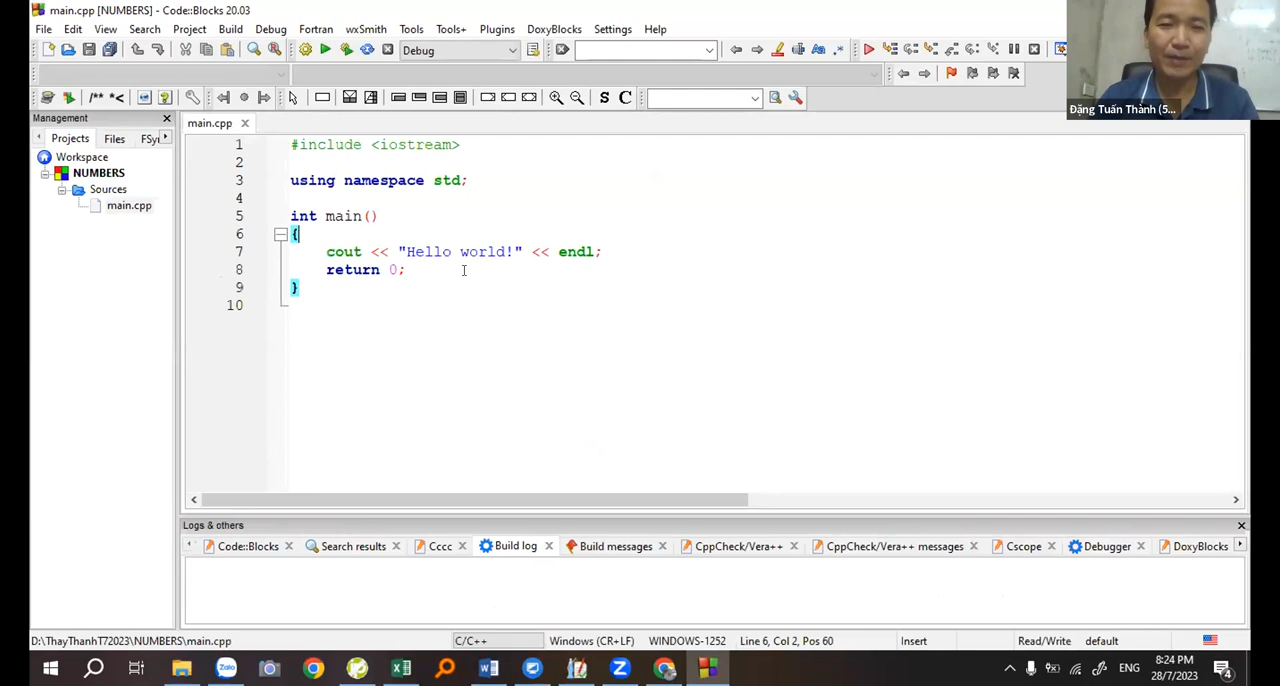 main.cpp [NUMBERS] - Code::Blocks 20.03
File Edit View Search Project Build Debug Fortran wxSmith Tools Tools+ Plugins DoxyBlocks Settings Help
Debug
/** *<
S C
Đặng Tuấn Thành (5...
Management
Projects Files FSy
Workspace
NUMBERS
Sources
main.cpp
main.cpp
1 #include <iostream>
2
3 using namespace std;
4
5 int main()
6 {
7 cout << "Hello world!" << endl;
8 return 0;
9 }
10
Logs & others
Code::Blocks Search results Cccc Build log Build messages CppCheck/Vera++ CppCheck/Vera++ messages Cscope Debugger DoxyBlocks
D:\ThayThanhT72023\NUMBERS\main.cpp C/C++ Windows (CR+LF) WINDOWS-1252 Line 6, Col 2, Pos 60 Insert Read/Write default
Zalo
ENG
8:24 PM
28/7/2023
4